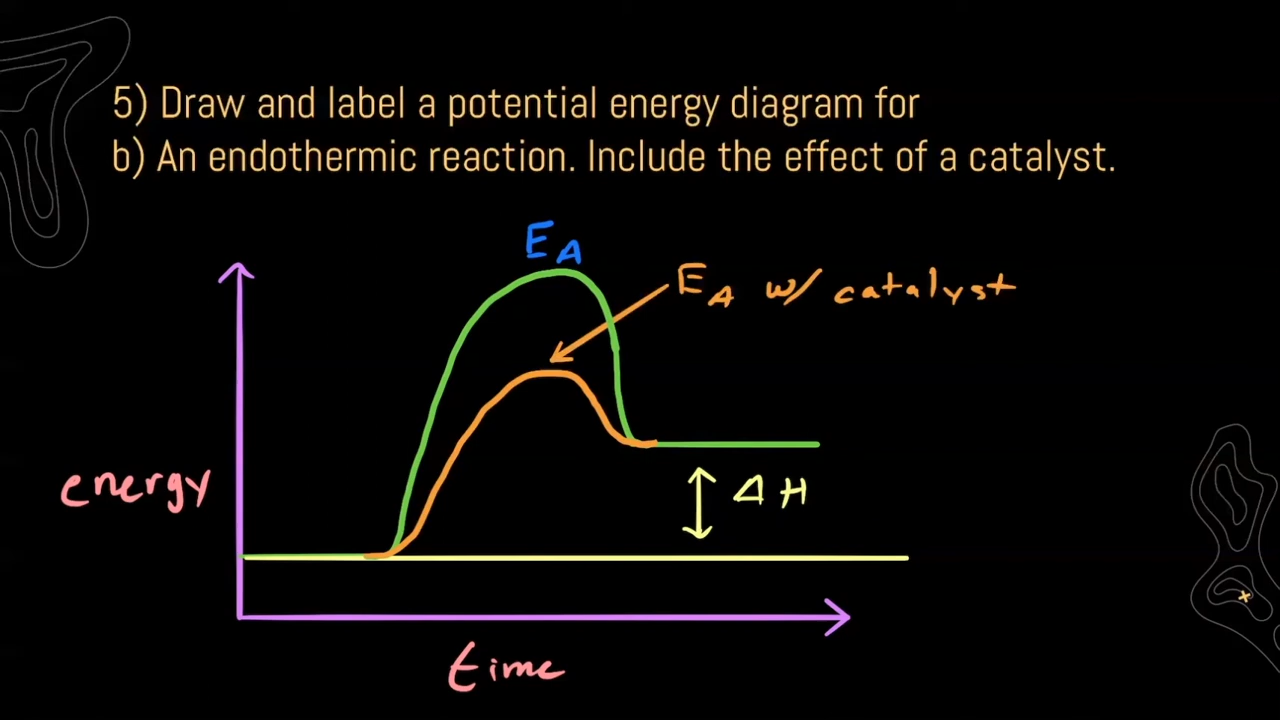 5) Draw and label a potential energy diagram for
b) An endothermic reaction. Include the effect of a catalyst.
EA
EA w/ catalyst
energy
ΔH
time